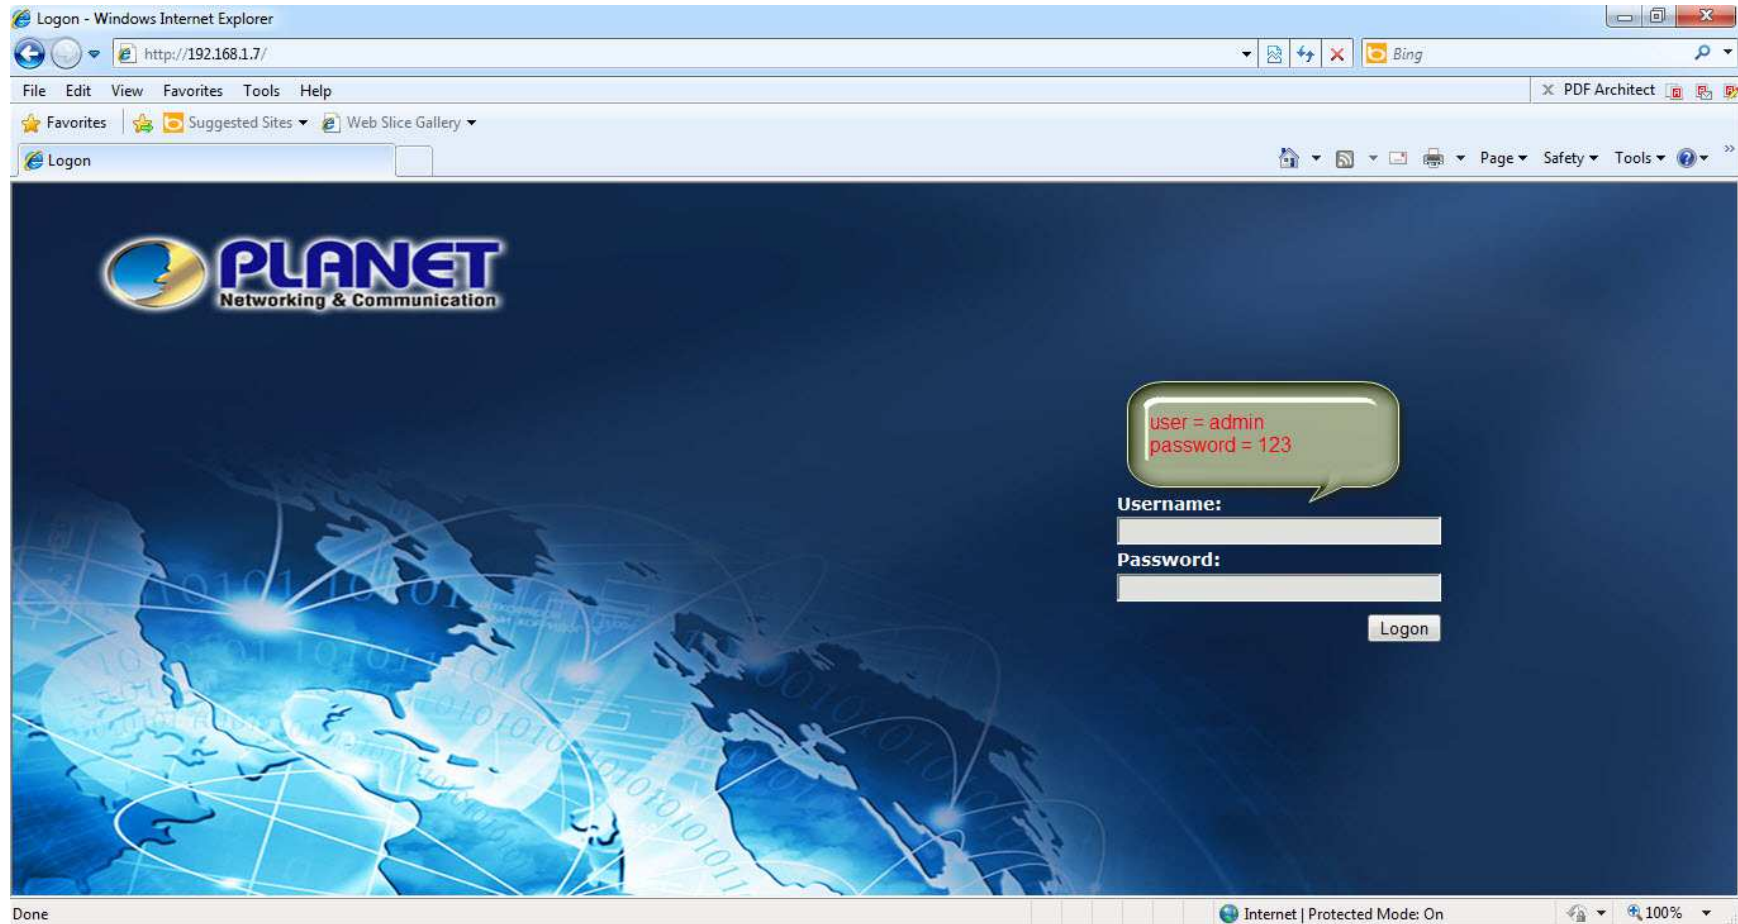 Logon - Windows Internet Explorer
http://192.168.1.7/
Bing
File Edit View Favorites Tools Help
PDF Architect
Favorites Suggested Sites Web Slice Gallery
Logon
Page Safety Tools
PLANET
Networking & Communication
user = admin
password = 123
Username:
Password:
Logon
Done
Internet | Protected Mode: On
100%